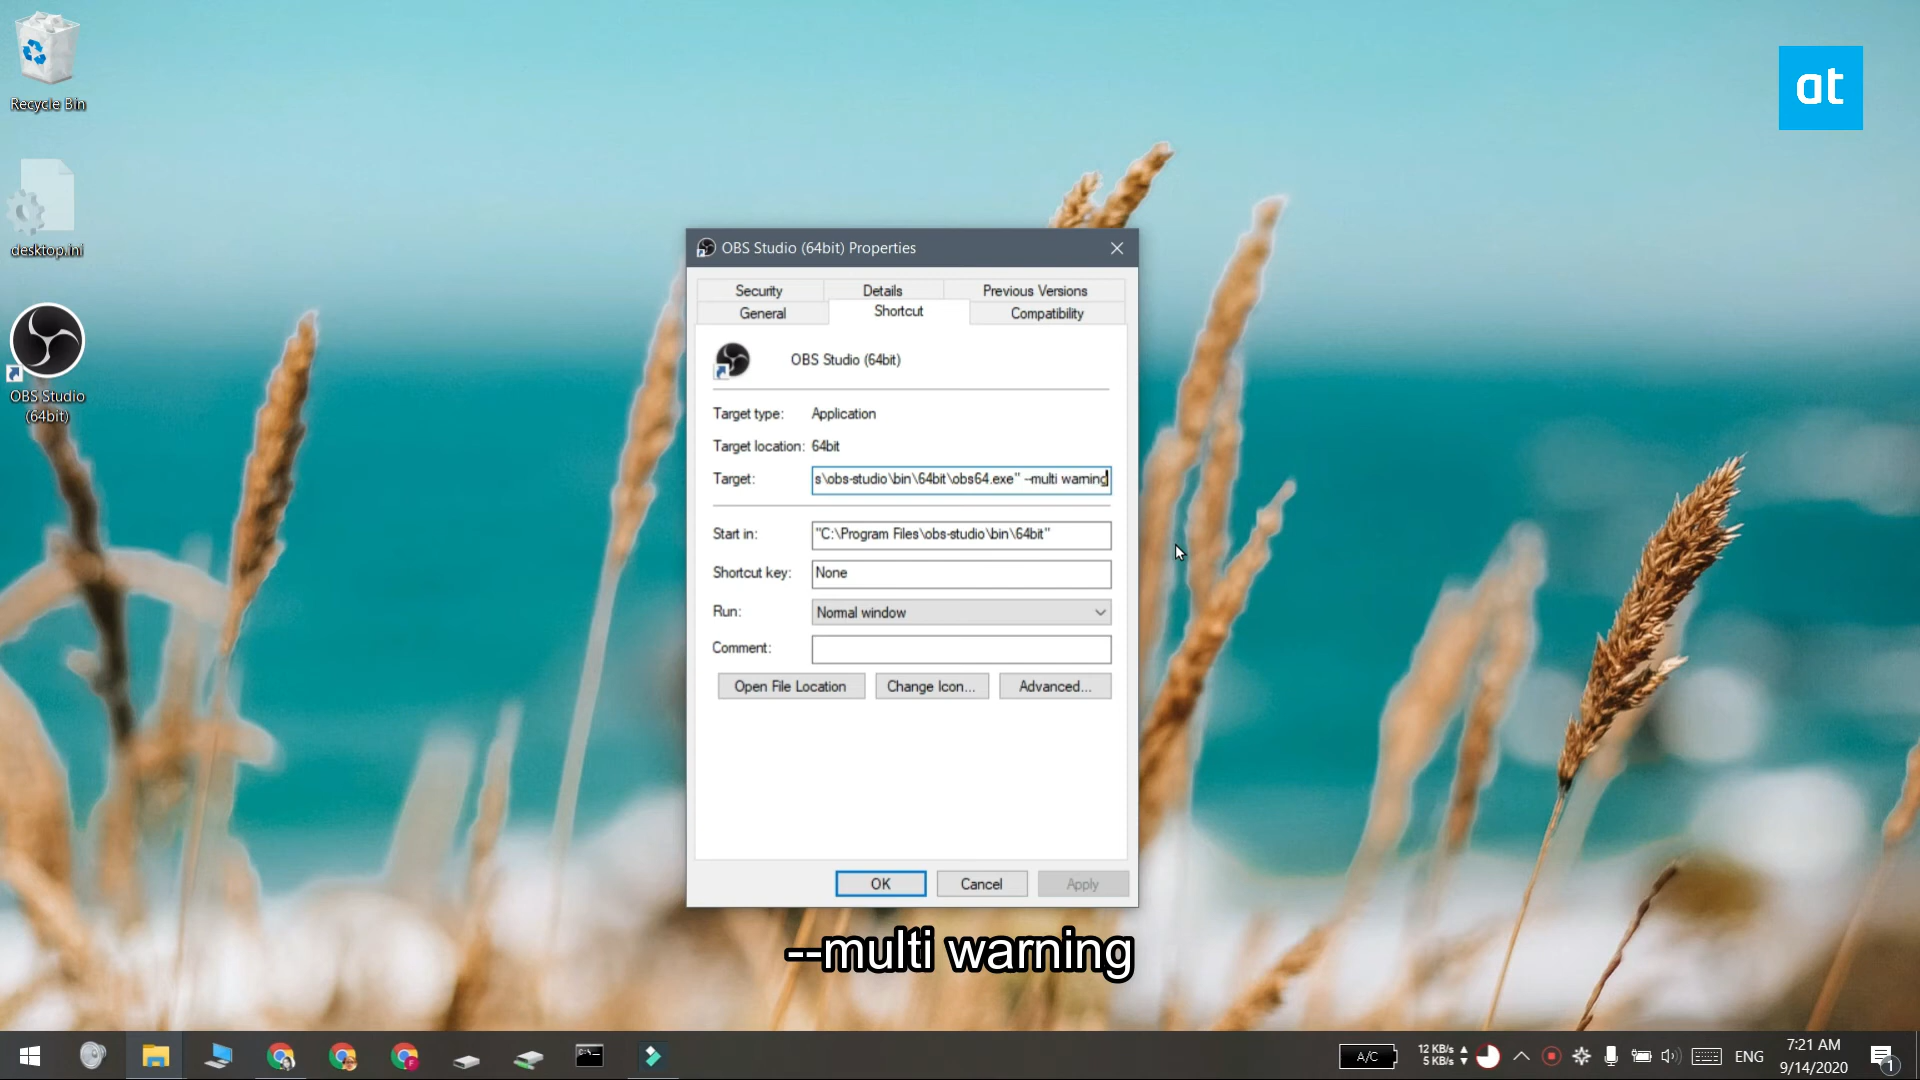 Recycle Bin
at
desktop.ini
OBS Studio
(64bit)
OBS Studio (64bit) Properties
Security Details Previous Versions
General Shortcut Compatibility
OBS Studio (64bit)
Target type: Application
Target location: 64bit
Target: s\obs-studio\bin\64bit\obs64.exe" --multi warning
Start in: "C:\Program Files\obs-studio\bin\64bit"
Shortcut key: None
Run: Normal window
Comment:
Open File Location Change Icon... Advanced...
OK Cancel Apply
--multi warning
A/C
12 KB/s
5 KB/s
ENG
7:21 AM
9/14/2020
1